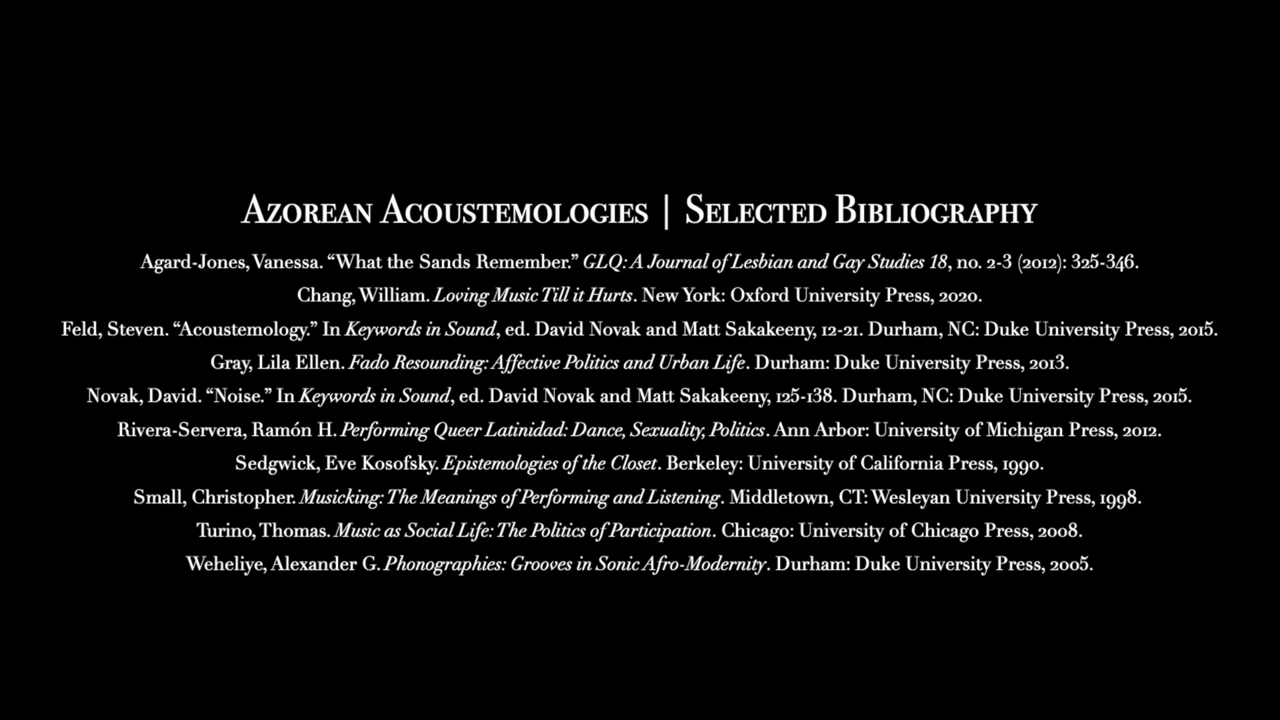 Azorean Acoustemologies | Selected Bibliography
Agard-Jones, Vanessa. “What the Sands Remember.” GLQ: A Journal of Lesbian and Gay Studies 18, no. 2-3 (2012): 325-346.
Chang, William. Loving Music Till it Hurts. New York: Oxford University Press, 2020.
Feld, Steven. “Acoustemology.” In Keywords in Sound, ed. David Novak and Matt Sakakeeny, 12-21. Durham, NC: Duke University Press, 2015.
Gray, Lila Ellen. Fado Resounding: Affective Politics and Urban Life. Durham: Duke University Press, 2013.
Novak, David. “Noise.” In Keywords in Sound, ed. David Novak and Matt Sakakeeny, 125-138. Durham, NC: Duke University Press, 2015.
Rivera-Servera, Ramón H. Performing Queer Latinidad: Dance, Sexuality, Politics. Ann Arbor: University of Michigan Press, 2012.
Sedgwick, Eve Kosofsky. Epistemologies of the Closet. Berkeley: University of California Press, 1990.
Small, Christopher. Musicking: The Meanings of Performing and Listening. Middletown, CT: Wesleyan University Press, 1998.
Turino, Thomas. Music as Social Life: The Politics of Participation. Chicago: University of Chicago Press, 2008.
Weheliye, Alexander G. Phonographies: Grooves in Sonic Afro-Modernity. Durham: Duke University Press, 2005.